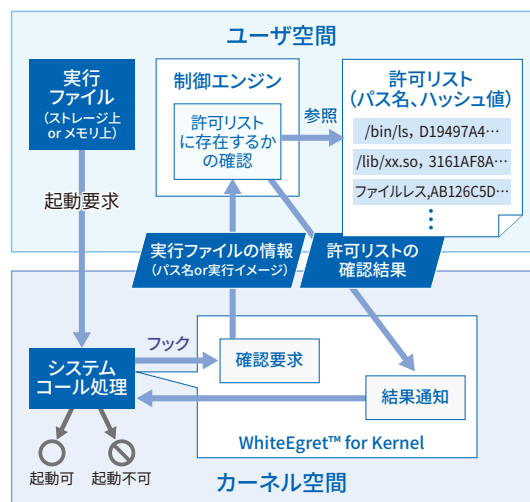 ユーザ空間
実行
ファイル
(ストレージ上
or メモリ上)
制御エンジン
許可リスト
に存在するか
の確認
参照
許可リスト
(パス名、ハッシュ値)
/bin/ls, D19497A4…
/lib/xx.so, 3161AF8A…
ファイルレス,AB126C5D…
⋮
起動要求
実行ファイルの情報
(パス名or実行イメージ)
許可リストの
確認結果
フック
システム
コール処理
確認要求
結果通知
起動可
起動不可
WhiteEgret™ for Kernel
カーネル空間